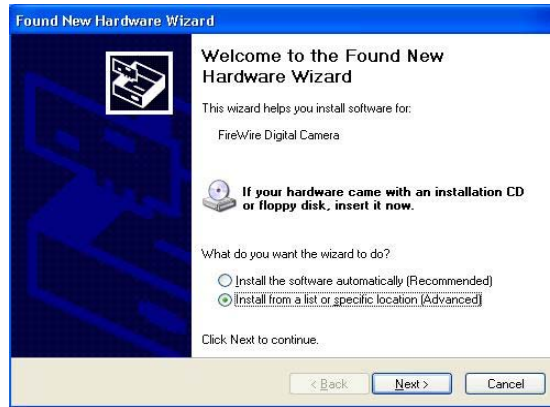 Found New Hardware Wizard
Welcome to the Found New
Hardware Wizard
This wizard helps you install software for:
FireWire Digital Camera
If your hardware came with an installation CD
or floppy disk, insert it now.
What do you want the wizard to do?
Install the software automatically (Recommended)
Install from a list or specific location (Advanced)
Click Next to continue.
< Back Next > Cancel